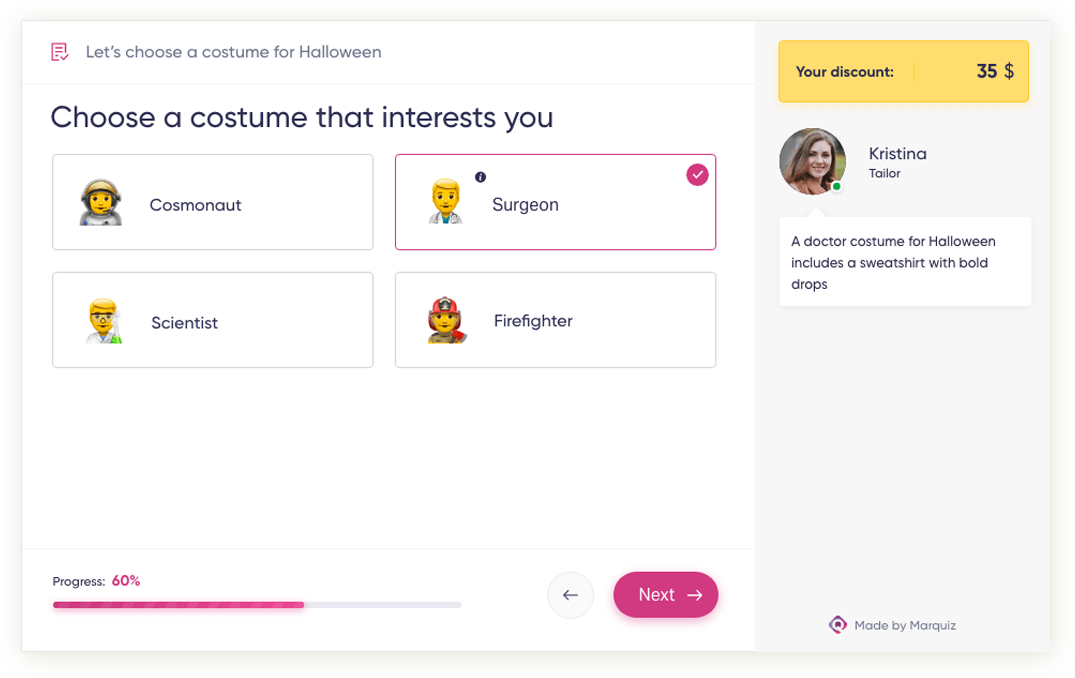 Let's choose a costume for Halloween
Choose a costume that interests you
Cosmonaut
i
Surgeon
Scientist
Firefighter
Progress: 60%
Next
Your discount: 35 $
Kristina
Tailor
A doctor costume for Halloween
includes a sweatshirt with bold
drops
Made by Marquiz